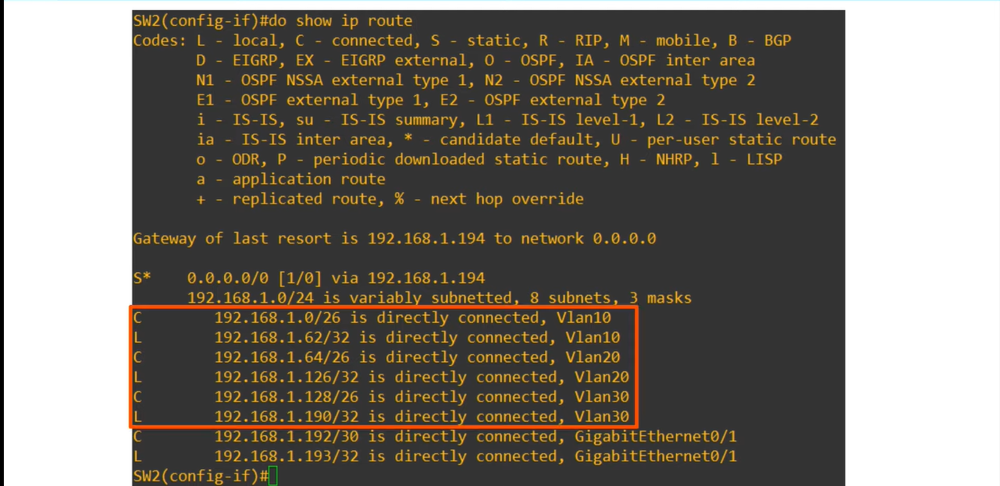 SW2(config-if)#do show ip route
Codes: L - local, C - connected, S - static, R - RIP, M - mobile, B - BGP
D - EIGRP, EX - EIGRP external, O - OSPF, IA - OSPF inter area
N1 - OSPF NSSA external type 1, N2 - OSPF NSSA external type 2
E1 - OSPF external type 1, E2 - OSPF external type 2
i - IS-IS, su - IS-IS summary, L1 - IS-IS level-1, L2 - IS-IS level-2
ia - IS-IS inter area, * - candidate default, U - per-user static route
o - ODR, P - periodic downloaded static route, H - NHRP, l - LISP
a - application route
+ - replicated route, % - next hop override
Gateway of last resort is 192.168.1.194 to network 0.0.0.0
S* 0.0.0.0/0 [1/0] via 192.168.1.194
192.168.1.0/24 is variably subnetted, 8 subnets, 3 masks
C 192.168.1.0/26 is directly connected, Vlan10
L 192.168.1.62/32 is directly connected, Vlan10
C 192.168.1.64/26 is directly connected, Vlan20
L 192.168.1.126/32 is directly connected, Vlan20
C 192.168.1.128/26 is directly connected, Vlan30
L 192.168.1.190/32 is directly connected, Vlan30
C 192.168.1.192/30 is directly connected, GigabitEthernet0/1
L 192.168.1.193/32 is directly connected, GigabitEthernet0/1
SW2(config-if)#